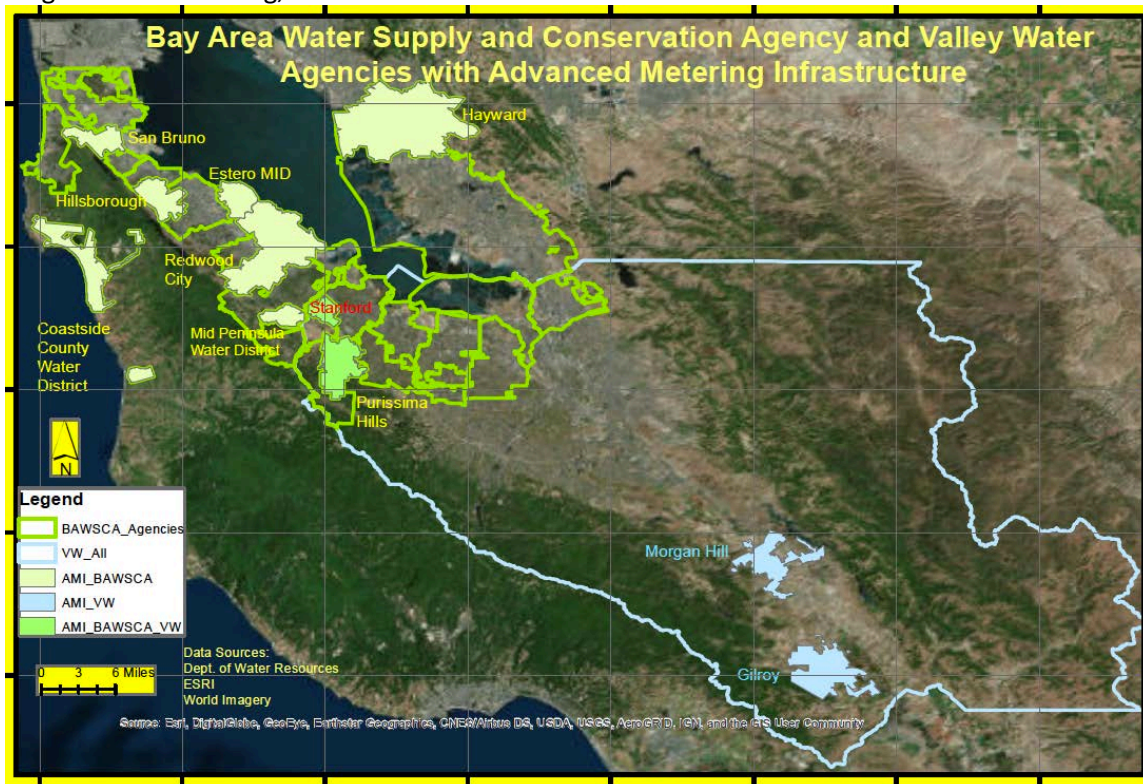 Bay Area Water Supply and Conservation Agency and Valley Water
Agencies with Advanced Metering Infrastructure
Hayward
San Bruno
Estero MID
Hillsborough
Redwood
City
Stanford
Mid Peninsula
Water District
Coastside
County
Water
District
Purissima
Hills
N
Legend
BAWSCA_Agencies
VW_All
AMI_BAWSCA
AMI_VW
AMI_BAWSCA_VW
Morgan Hill
Gilroy
0 3 6 Miles
Data Sources:
Dept. of Water Resources
ESRI
World Imagery
Source: Esri, DigitalGlobe, GeoEye, Earthstar Geographics, CNES/Airbus DS, USDA, USGS, AeroGRID, IGN, and the GIS User Community